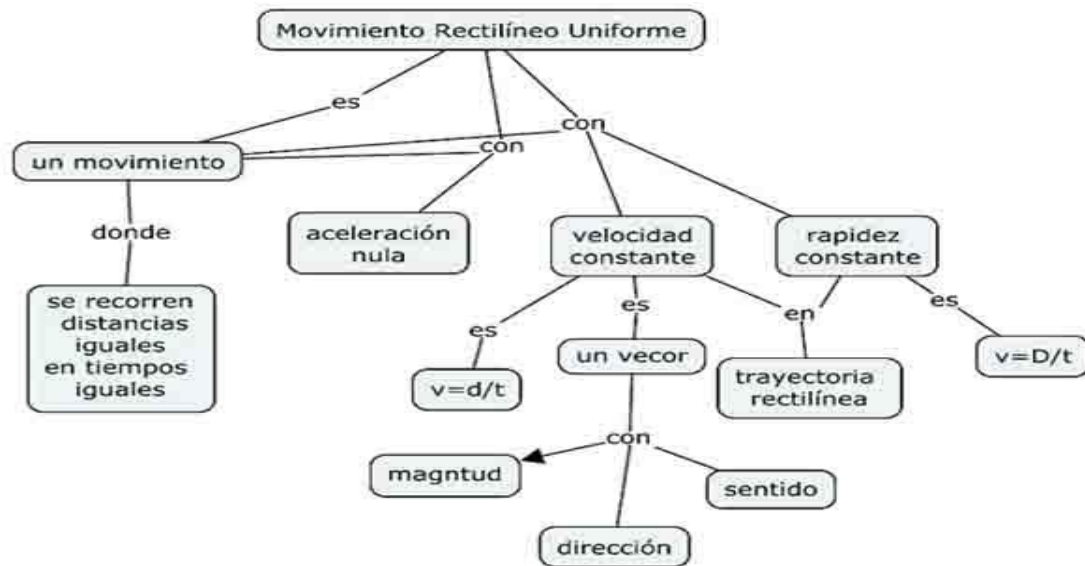 Movimiento Rectilíneo Uniforme
es
con
con
un movimiento
donde
aceleración
nula
velocidad
constante
rapidez
constante
se recorren
distancias
iguales
en tiempos
iguales
es
es
en
es
v=d/t
un vecor
trayectoria
rectilínea
v=D/t
con
magntud
sentido
dirección